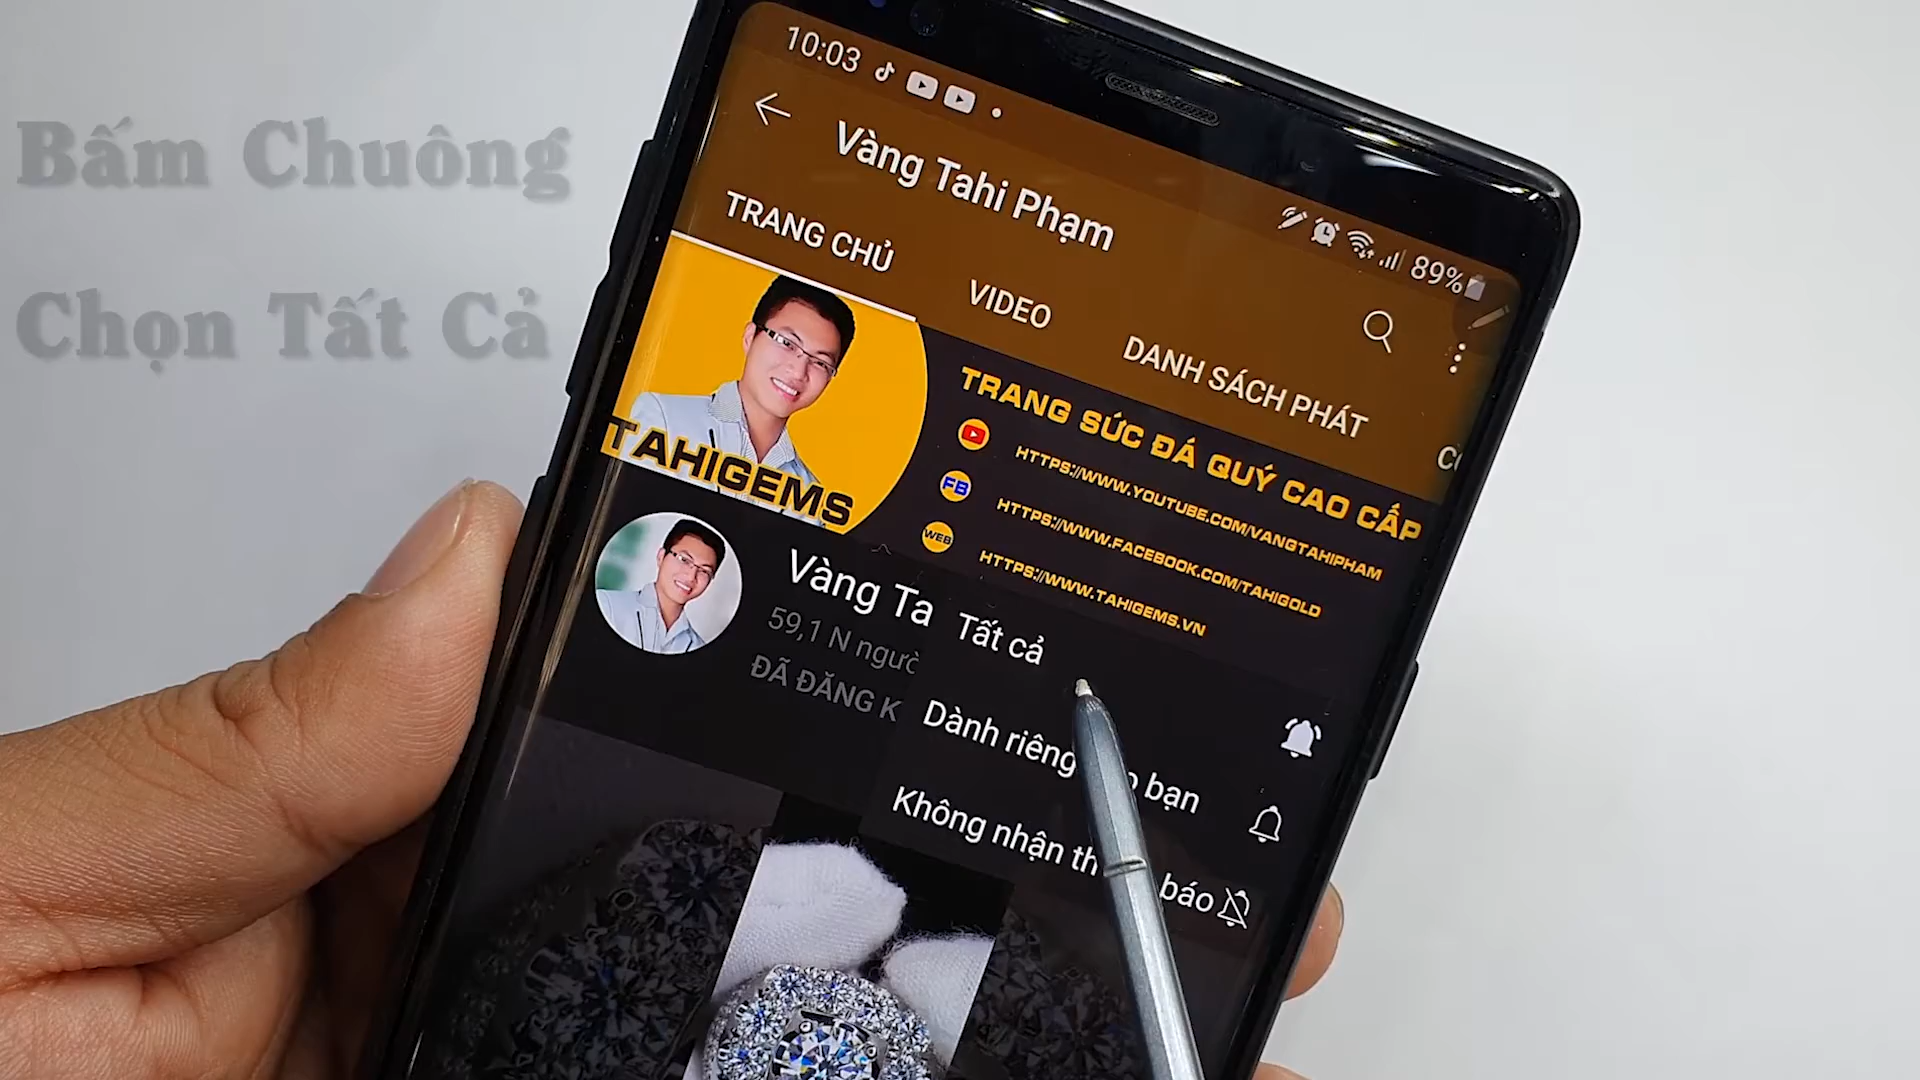 Bấm Chuông
Chọn Tất Cả
10:03
89%
Vàng Tahi Phạm
TRANG CHỦ
VIDEO
DANH SÁCH PHÁT
TAHIGEMS
TRANG SỨC ĐÁ QUÝ CAO CẤP
HTTPS://WWW.YOUTUBE.COM/VANGTAHIPHAM
FB
HTTPS://WWW.FACEBOOK.COM/TAHIGOLD
WEB
HTTPS://WWW.TAHIGEMS.VN
Vàng Ta
59,1 N ngườ
ĐÃ ĐĂNG K
Tất cả
Dành riêng bạn
Không nhận th báo